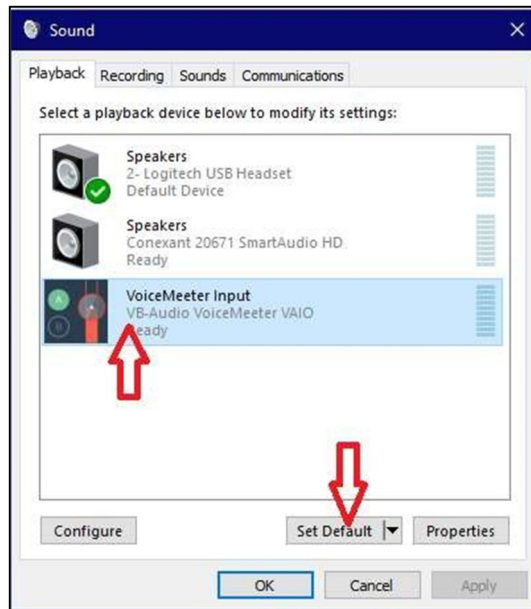 Sound
Playback Recording Sounds Communications
Select a playback device below to modify its settings:
Speakers
2- Logitech USB Headset
Default Device
Speakers
Conexant 20671 SmartAudio HD
Ready
VoiceMeeter Input
VB-Audio VoiceMeeter VAIO
Ready
Configure Set Default Properties
OK Cancel Apply